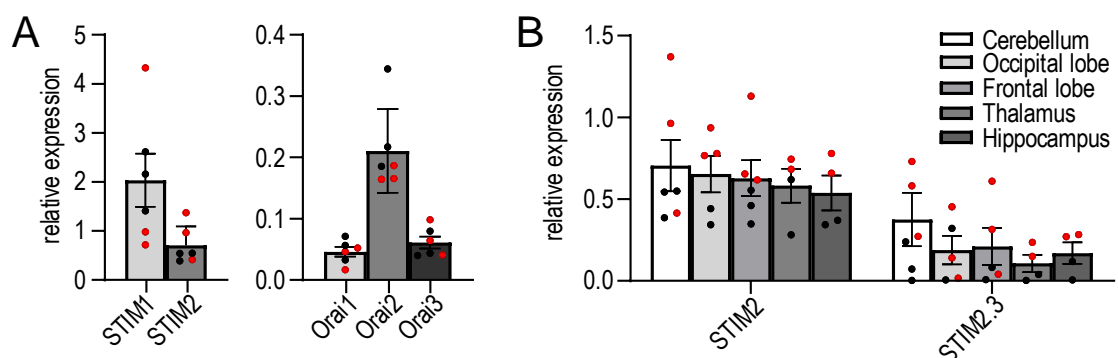 A
relative expression
5
4
3
2
1
0
STIM1
STIM2
0.4
0.3
0.2
0.1
0.0
Orai1
Orai2
Orai3
B
relative expression
1.5
1.0
0.5
0.0
STIM2
STIM2.3
Cerebellum
Occipital lobe
Frontal lobe
Thalamus
Hippocampus